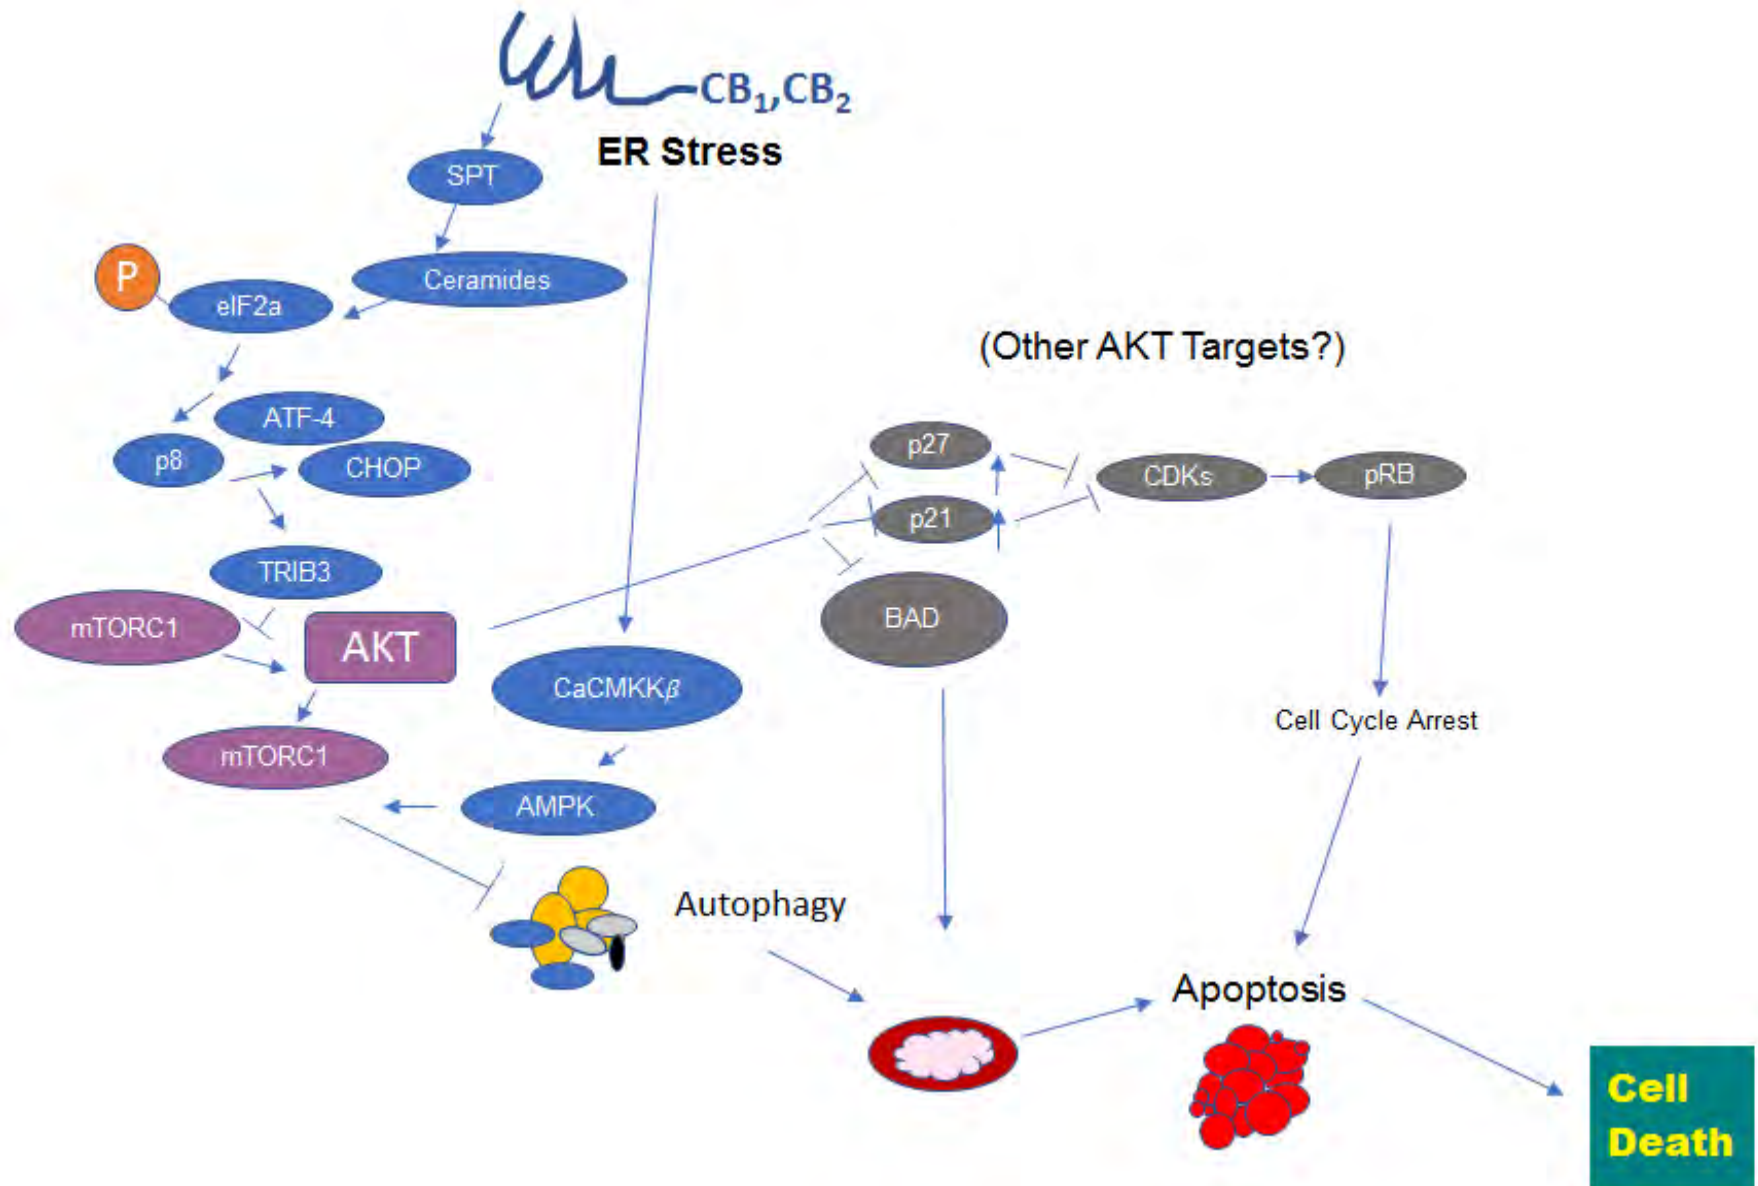 CB₁,CB₂
ER Stress
SPT
Ceramides
P
eIF2a
(Other AKT Targets?)
ATF-4
p8
CHOP
p27
CDKs
pRB
p21
TRIB3
mTORC1
AKT
BAD
CaCMKKβ
Cell Cycle Arrest
mTORC1
AMPK
Autophagy
Apoptosis
Cell
Death